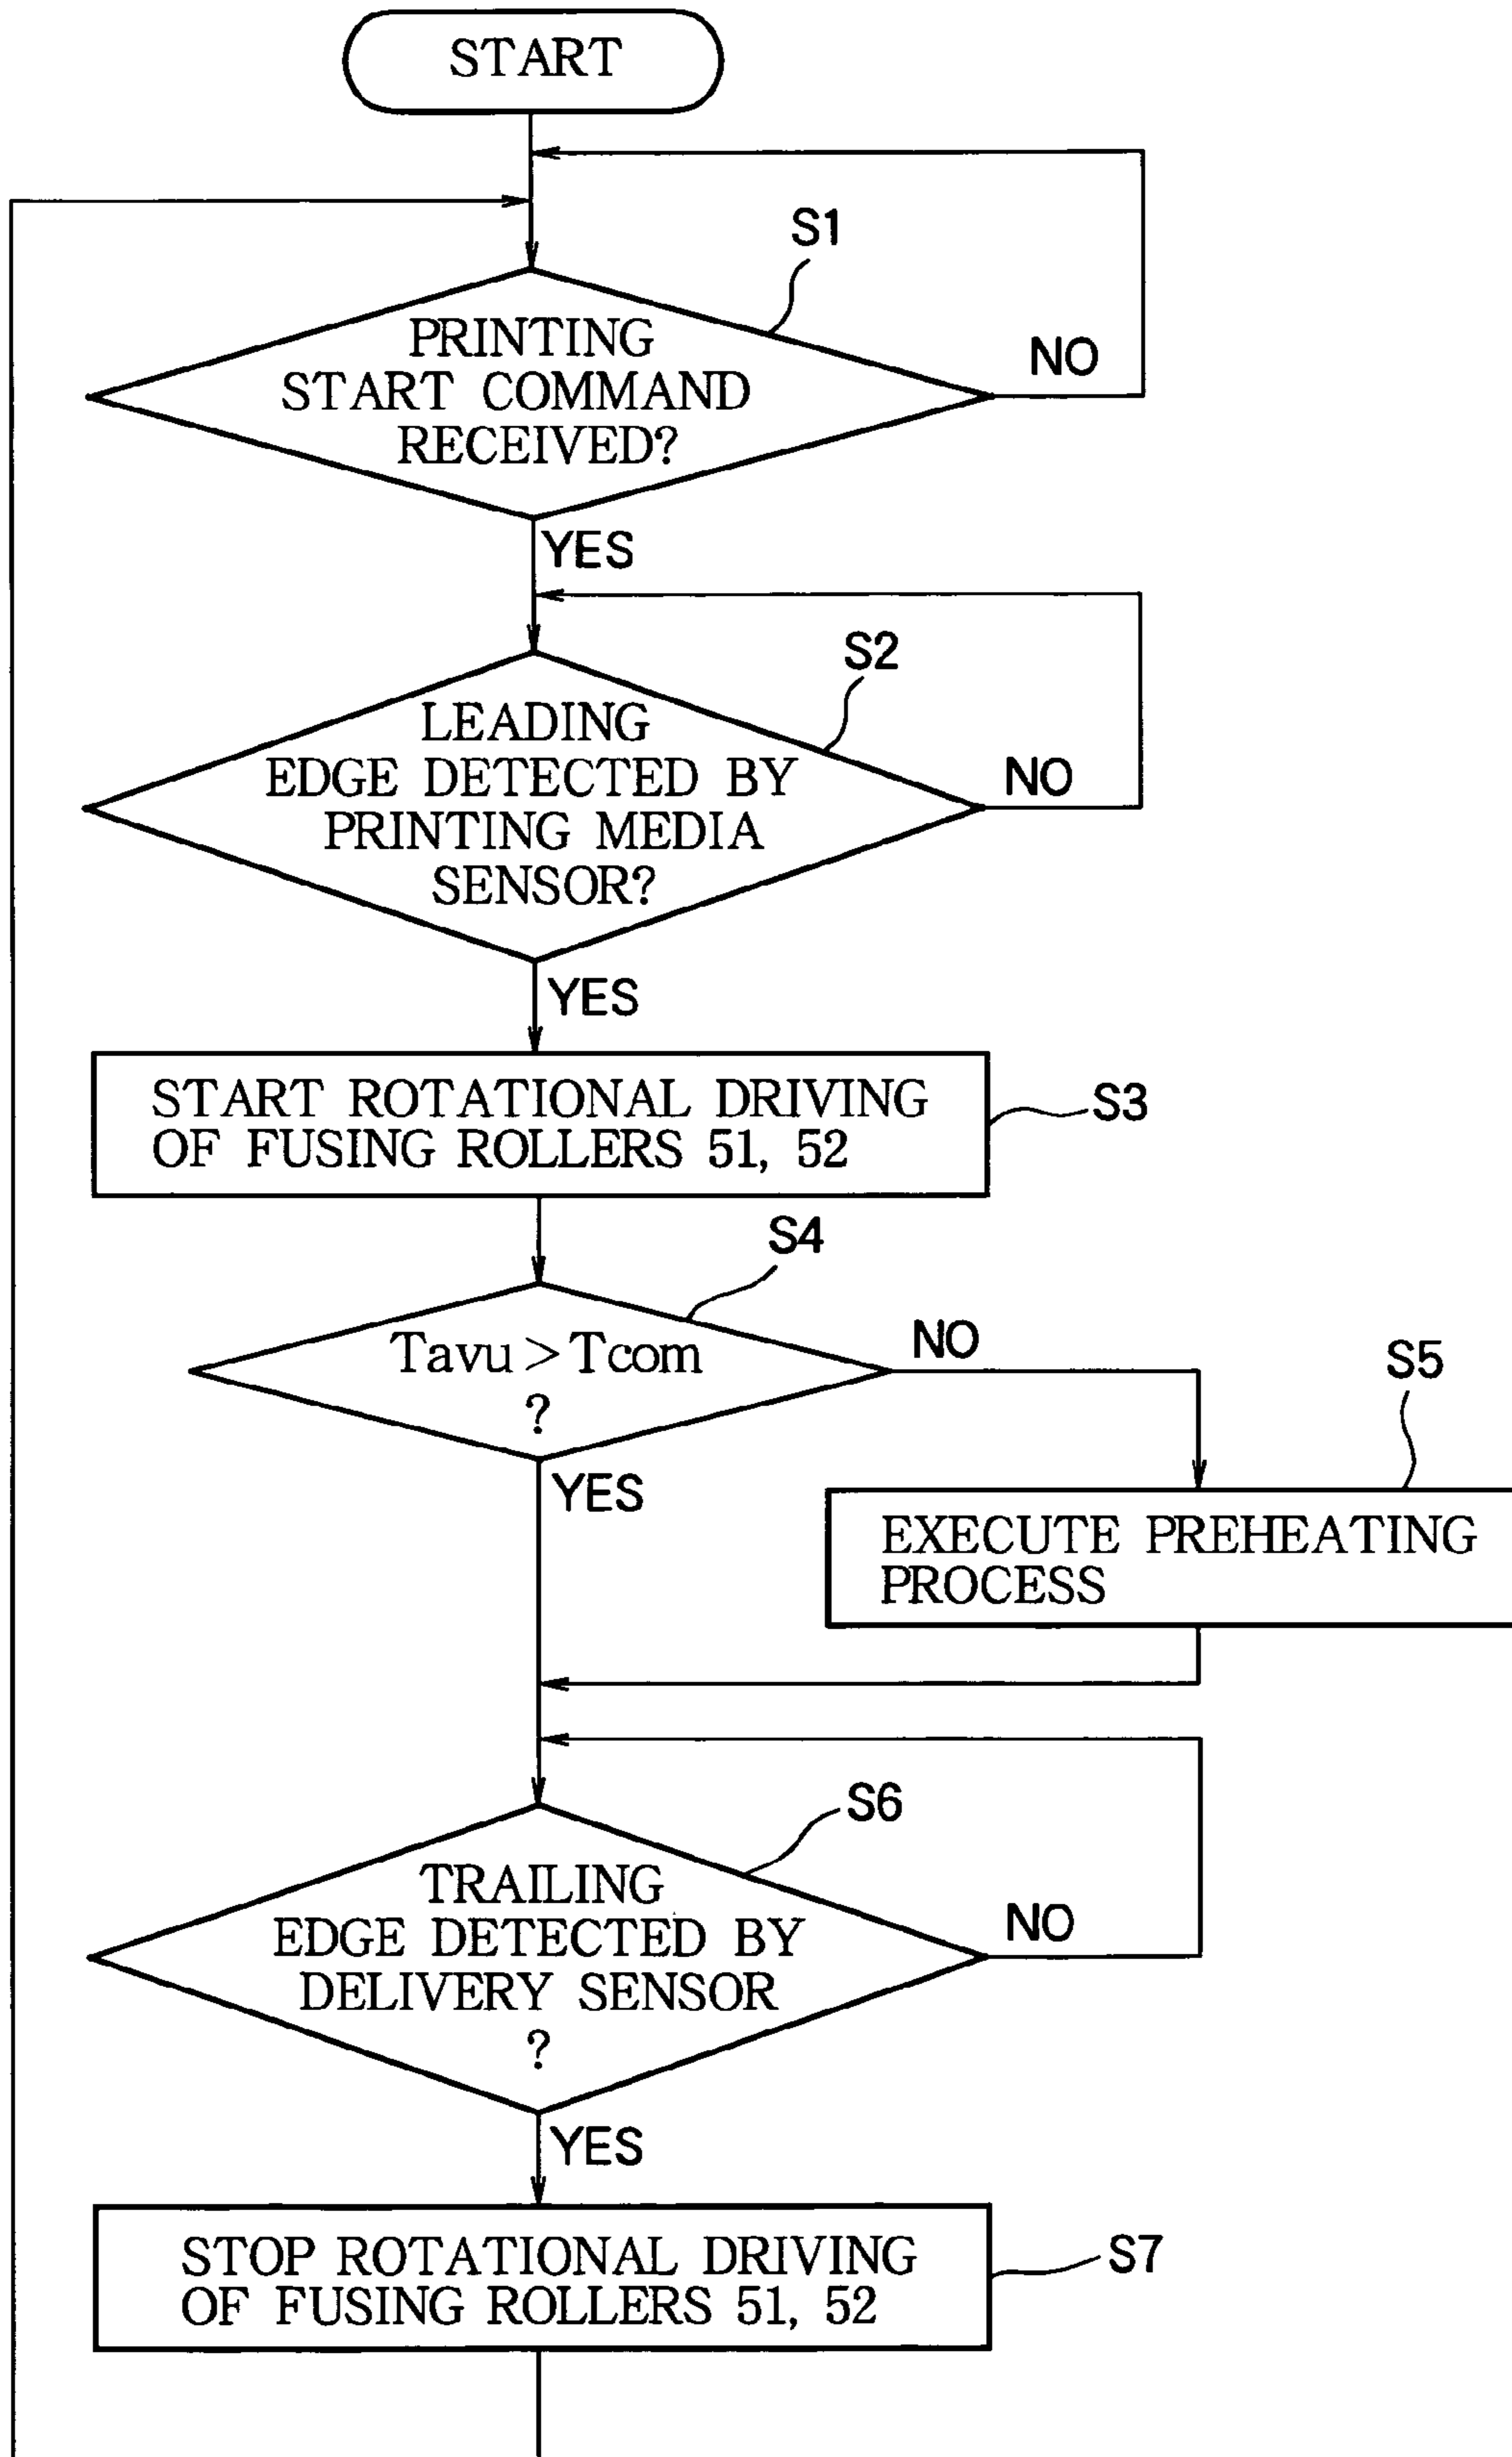 START
S1
PRINTING
START COMMAND
RECEIVED?
NO
YES
S2
LEADING
EDGE DETECTED BY
PRINTING MEDIA
SENSOR?
NO
YES
START ROTATIONAL DRIVING
OF FUSING ROLLERS 51, 52
S3
S4
Tavu > Tcom
?
NO
YES
S5
EXECUTE PREHEATING
PROCESS
S6
TRAILING
EDGE DETECTED BY
DELIVERY SENSOR
?
NO
YES
STOP ROTATIONAL DRIVING
OF FUSING ROLLERS 51, 52
S7